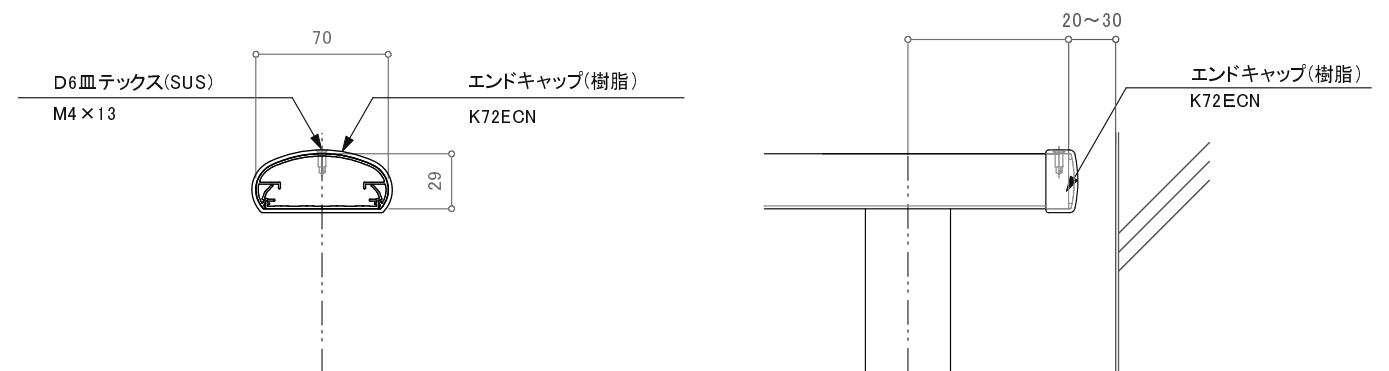 70
D6皿テックス(SUS)
M4×13
エンドキャップ(樹脂)
K72ECN
29
20～30
エンドキャップ(樹脂)
K72ECN